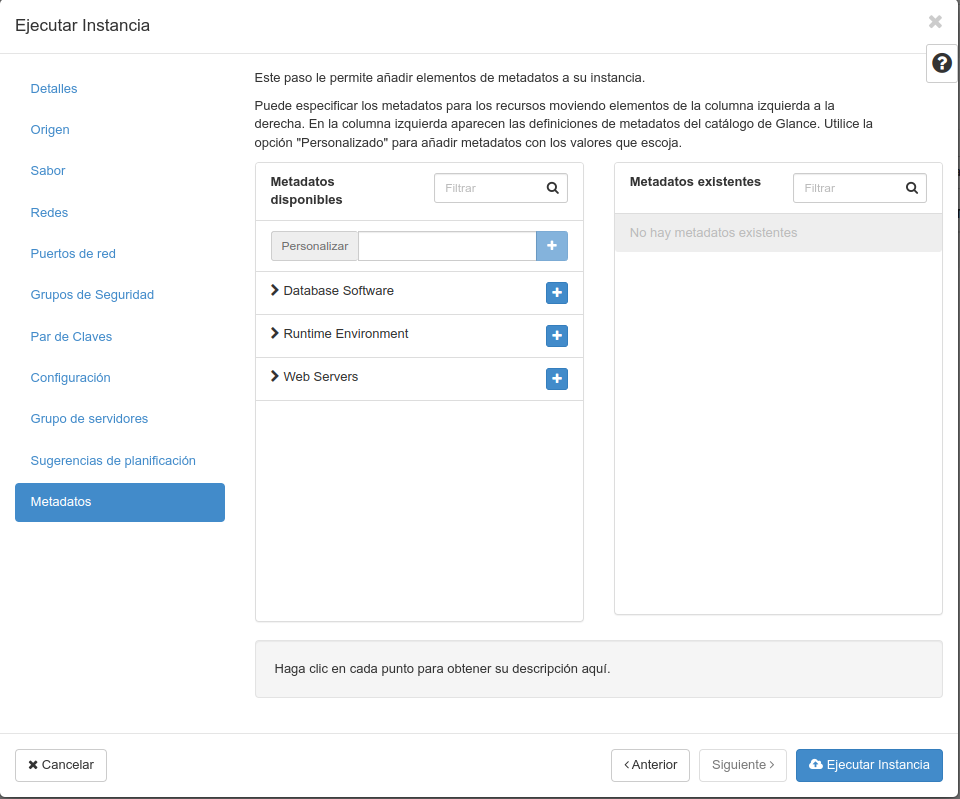 Ejecutar Instancia
Detalles
Origen
Sabor
Redes
Puertos de red
Grupos de Seguridad
Par de Claves
Configuración
Grupo de servidores
Sugerencias de planificación
Metadatos
Este paso le permite añadir elementos de metadatos a su instancia.
Puede especificar los metadatos para los recursos moviendo elementos de la columna izquierda a la
derecha. En la columna izquierda aparecen las definiciones de metadatos del catálogo de Glance. Utilice la
opción "Personalizado" para añadir metadatos con los valores que escoja.
Metadatos
disponibles
Filtrar
Personalizar
Database Software
Runtime Environment
Web Servers
Metadatos existentes
Filtrar
No hay metadatos existentes
Haga clic en cada punto para obtener su descripción aquí.
Cancelar
Anterior
Siguiente
Ejecutar Instancia